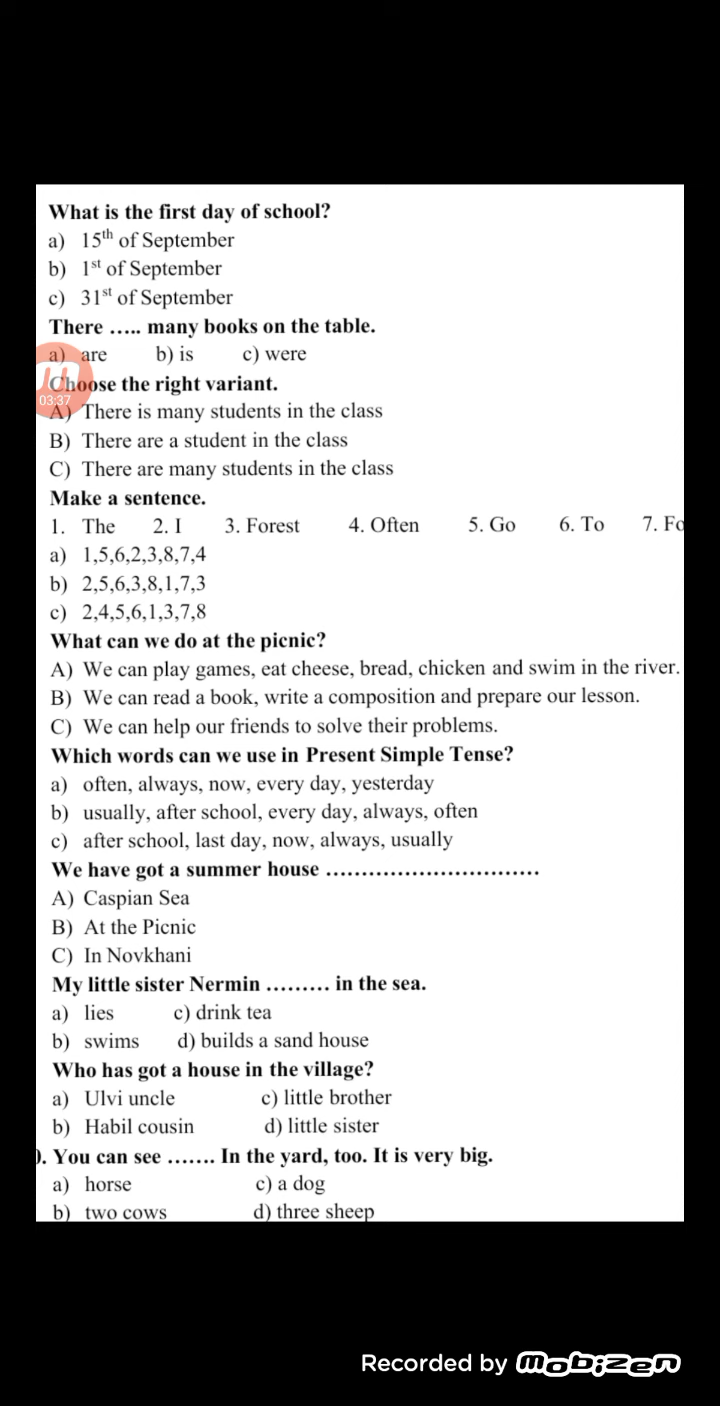 What is the first day of school?
a) 15th of September
b) 1st of September
c) 31st of September
There ….. many books on the table.
a) are b) is c) were
Choose the right variant.
03:37
A) There is many students in the class
B) There are a student in the class
C) There are many students in the class
Make a sentence.
1. The 2. I 3. Forest 4. Often 5. Go 6. To 7. Fo
a) 1,5,6,2,3,8,7,4
b) 2,5,6,3,8,1,7,3
c) 2,4,5,6,1,3,7,8
What can we do at the picnic?
A) We can play games, eat cheese, bread, chicken and swim in the river.
B) We can read a book, write a composition and prepare our lesson.
C) We can help our friends to solve their problems.
Which words can we use in Present Simple Tense?
a) often, always, now, every day, yesterday
b) usually, after school, every day, always, often
c) after school, last day, now, always, usually
We have got a summer house …………………………
A) Caspian Sea
B) At the Picnic
C) In Novkhani
My little sister Nermin ……… in the sea.
a) lies c) drink tea
b) swims d) builds a sand house
Who has got a house in the village?
a) Ulvi uncle c) little brother
b) Habil cousin d) little sister
). You can see ……. In the yard, too. It is very big.
a) horse c) a dog
b) two cows d) three sheep
Recorded by Mobizen